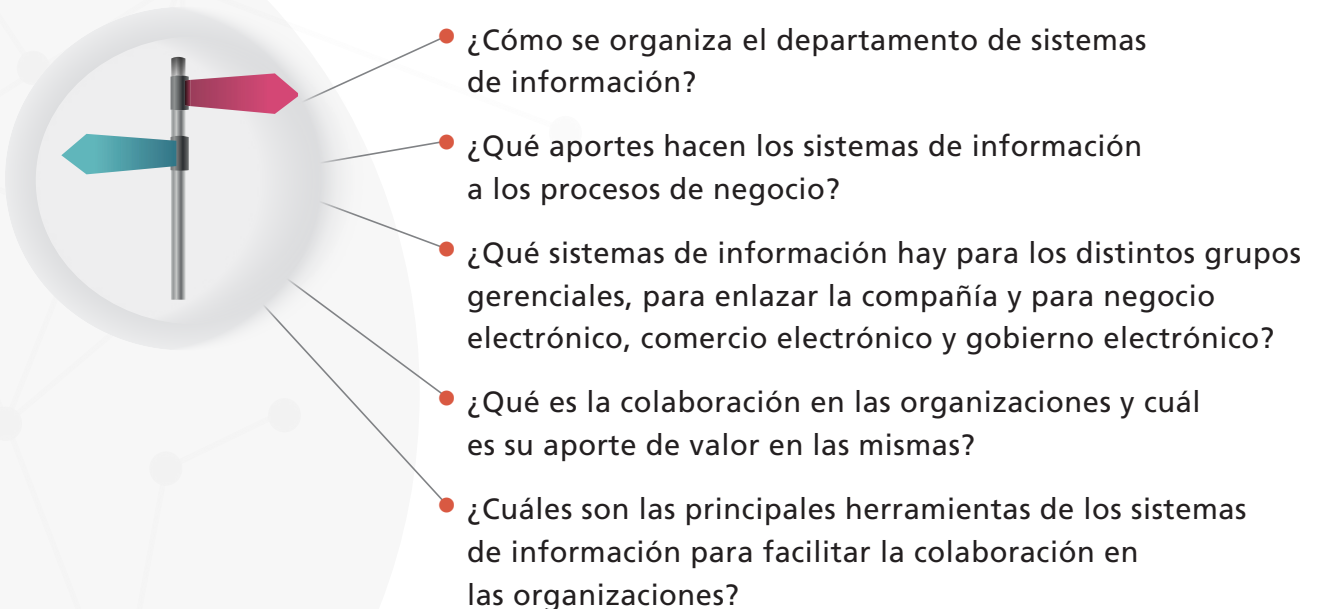 ¿Cómo se organiza el departamento de sistemas
de información?
¿Qué aportes hacen los sistemas de información
a los procesos de negocio?
¿Qué sistemas de información hay para los distintos grupos
gerenciales, para enlazar la compañía y para negocio
electrónico, comercio electrónico y gobierno electrónico?
¿Qué es la colaboración en las organizaciones y cuál
es su aporte de valor en las mismas?
¿Cuáles son las principales herramientas de los sistemas
de información para facilitar la colaboración en
las organizaciones?